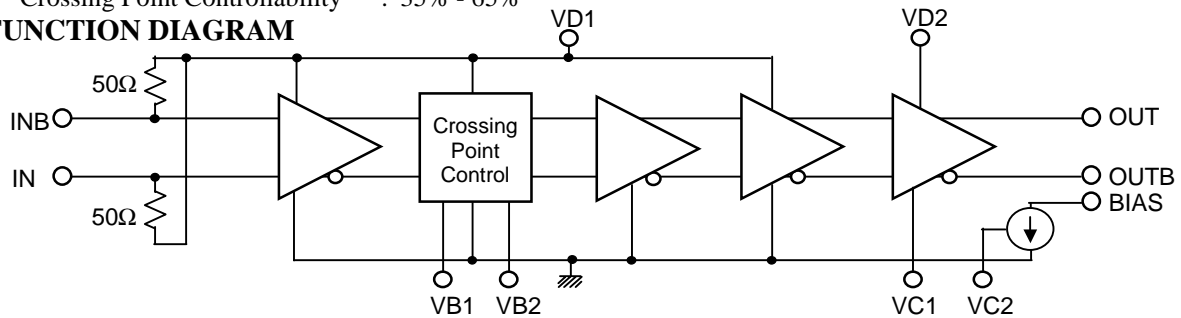 Crossing Point Controllability : 35% - 65%
FUNCTION DIAGRAM
VD1
VD2
50Ω
INB
Crossing
Point
Control
OUT
IN
OUTB
50Ω
BIAS
VB1
VB2
VC1
VC2